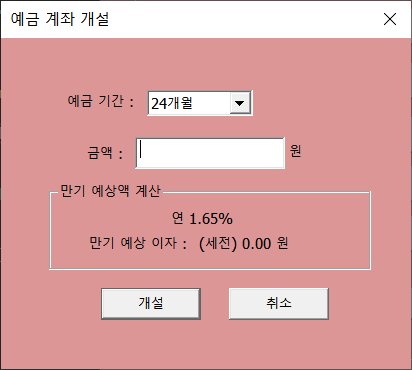 예금 계좌 개설
예금 기간 : 24개월
금액 : 원
만기 예상액 계산
연 1.65%
만기 예상 이자 : (세전) 0.00 원
개설 취소